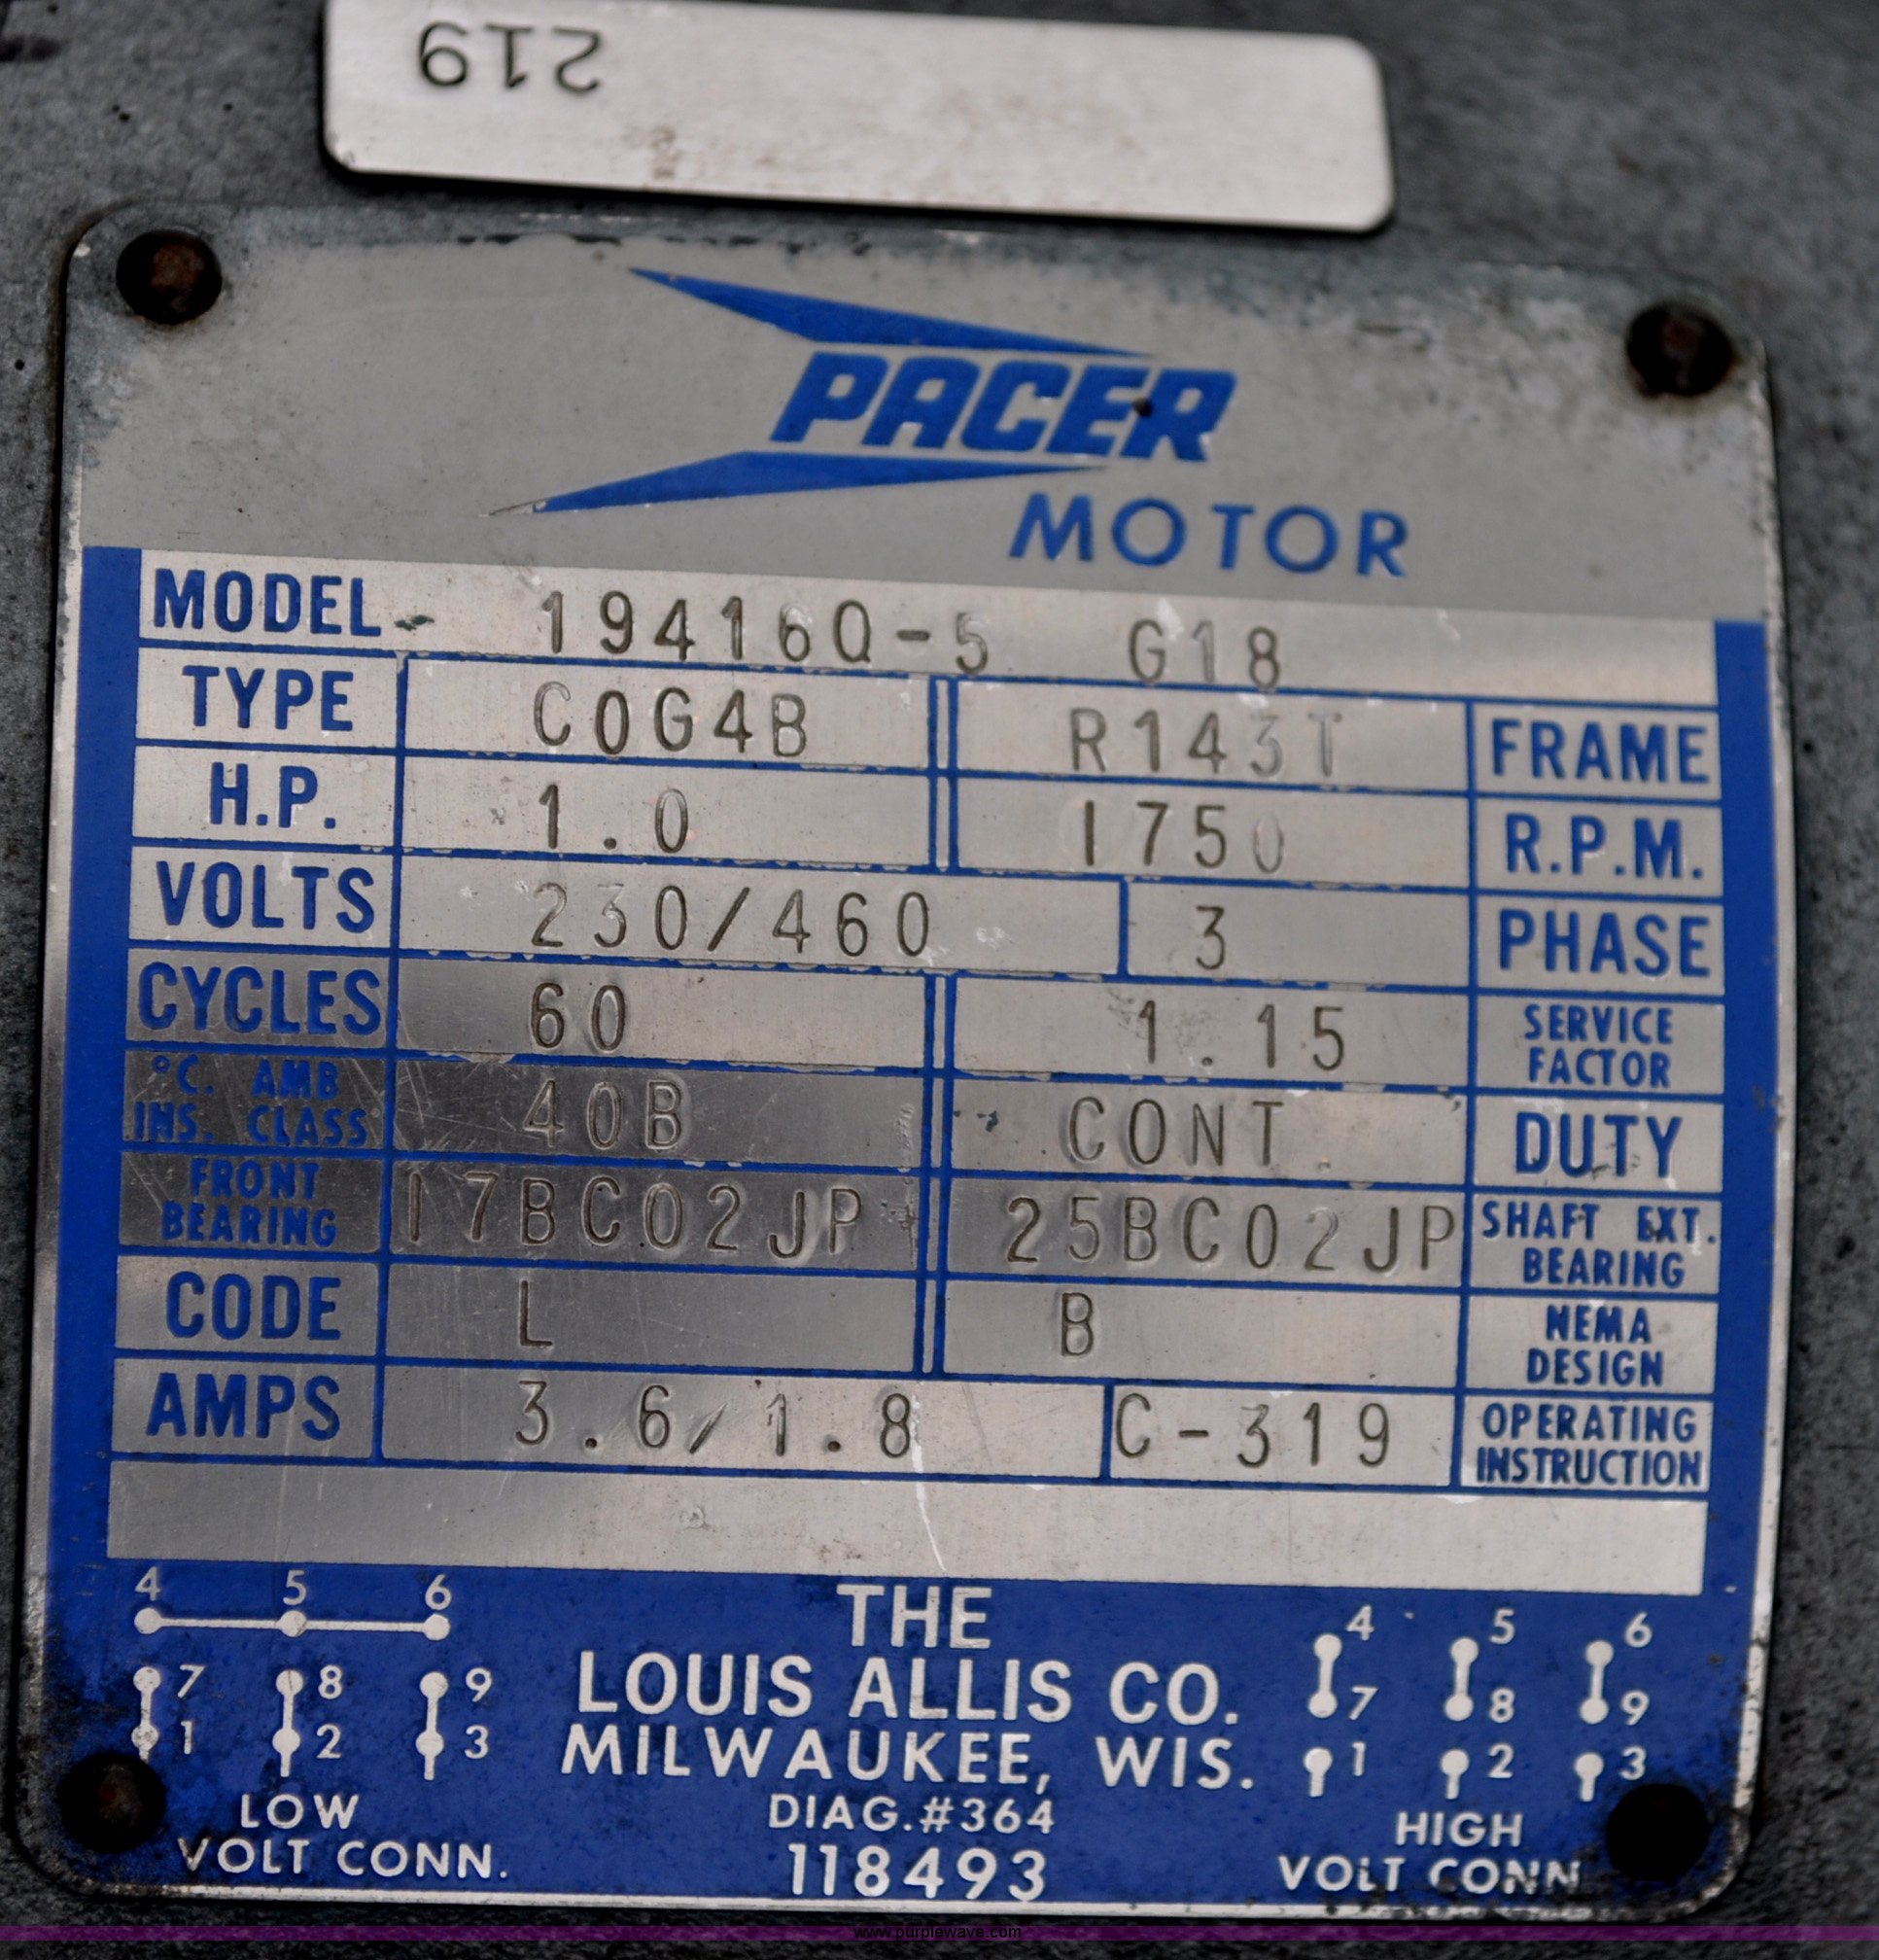 219
PACER
MOTOR
MODEL - 19416Q-5 G18
TYPE C0G4B R143T FRAME
H.P. 1.0 1750 R.P.M.
VOLTS 230/460 3 PHASE
CYCLES 60 1.15 SERVICE FACTOR
°C. AMB INS. CLASS 40B CONT. DUTY
FRONT BEARING 17BC02JP 25BC02JP SHAFT EXT. BEARING
CODE L B NEMA DESIGN
AMPS 3.6/1.8 C-319 OPERATING INSTRUCTION
4 5 6
7 8 9
1 2 3
LOW
VOLT CONN.
THE
LOUIS ALLIS CO.
MILWAUKEE, WIS.
DIAG.#364
118493
4 5 6
7 8 9
1 2 3
HIGH
VOLT CONN
www.purplewave.com